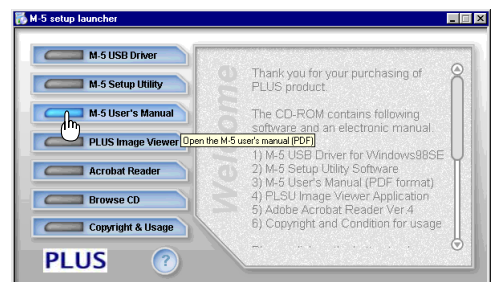 M-5 setup launcher
M-5 USB Driver
M-5 Setup Utility
M-5 User's Manual
PLUS Image Viewer
Open the M-5 user's manual (PDF)
Acrobat Reader
Browse CD
Copyright & Usage
PLUS
?
Welcome
Thank you for your purchasing of
PLUS product.
The CD-ROM contains following
software and an electronic manual.
1) M-5 USB Driver for Windows98SE
2) M-5 Setup Utility Software
3) M-5 User's Manual (PDF format)
4) PLSU Image Viewer Application
5) Adobe Acrobat Reader Ver 4
6) Copyright and Condition for usage